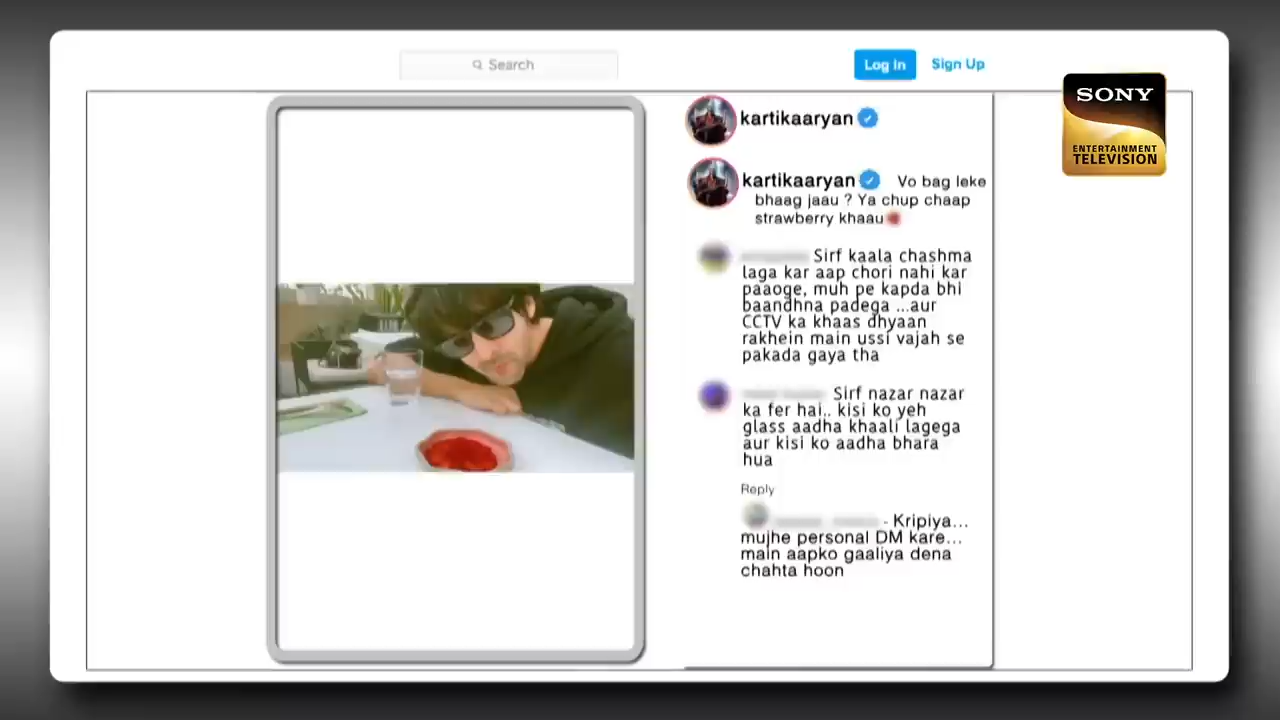 Search
Log In
Sign Up
SONY
ENTERTAINMENT
TELEVISION
kartikaaryan
kartikaaryan Vo bag leke
bhaag jaau ? Ya chup chaap
strawberry khaau
Sirf kaala chashma
laga kar aap chori nahi kar
paaoge, muh pe kapda bhi
baandhna padega ...aur
CCTV ka khaas dhyaan
rakhein main ussi vajah se
pakada gaya tha
Sirf nazar nazar
ka fer hai.. kisi ko yeh
glass aadha khaali lagega
aur kisi ko aadha bhara
hua
Reply
- Kripiya...
mujhe personal DM kare...
main aapko gaaliya dena
chahta hoon